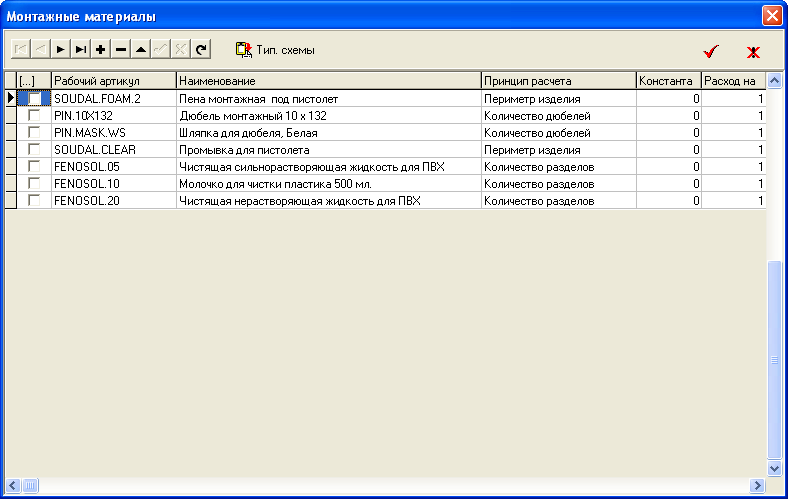 Монтажные материалы
Тип. схемы
[...] Рабочий артикул Наименование Принцип расчета Константа Расход на
SOUDAL.FOAM.2 Пена монтажная под пистолет Периметр изделия 0 1
PIN.10X132 Дюбель монтажный 10 х 132 Количество дюбелей 0 1
PIN.MASK.WS Шляпка для дюбеля, Белая Количество дюбелей 0 1
SOUDAL.CLEAR Промывка для пистолета Периметр изделия 0 1
FENOSOL.05 Чистящая сильнорастворяющая жидкость для ПВХ Количество разделов 0 1
FENOSOL.10 Молочко для чистки пластика 500 мл. Количество разделов 0 1
FENOSOL.20 Чистящая нерастворяющая жидкость для ПВХ Количество разделов 0 1